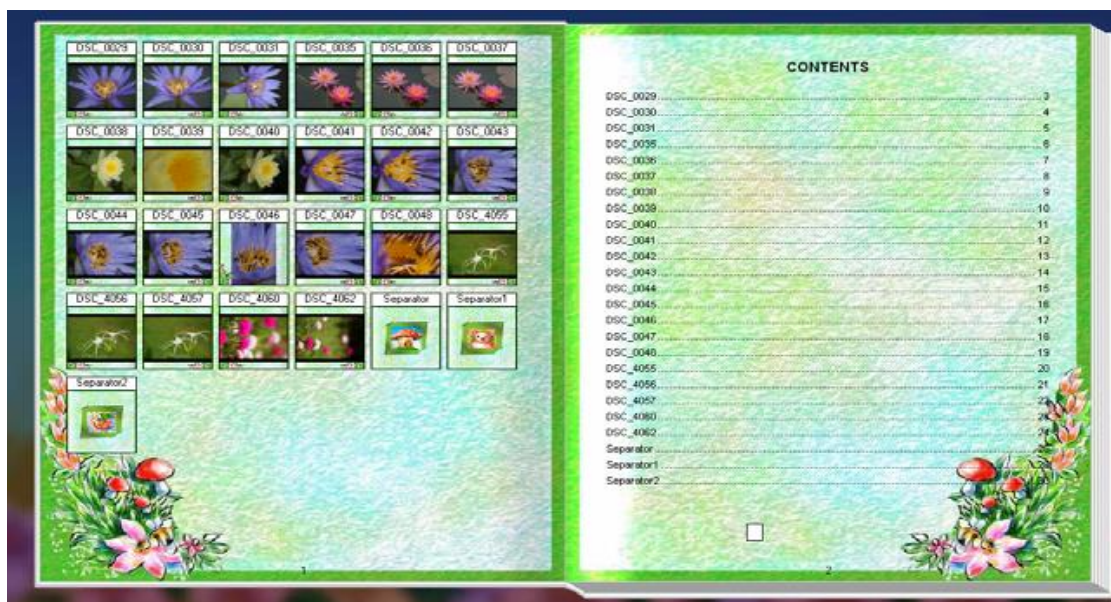 DSC_0029 DSC_0030 DSC_0031 DSC_0035 DSC_0036 DSC_0037
DSC_0038 DSC_0039 DSC_0040 DSC_0041 DSC_0042 DSC_0043
DSC_0044 DSC_0045 DSC_0046 DSC_0047 DSC_0048 DSC_4055
DSC_4056 DSC_4057 DSC_4060 DSC_4062 Separator Separator1
Separator2
1
CONTENTS
DSC_0029 3
DSC_0030 4
DSC_0031 5
DSC_0035 6
DSC_0036 7
DSC_0037 8
DSC_0038 9
DSC_0039 10
DSC_0040 11
DSC_0041 12
DSC_0042 13
DSC_0043 14
DSC_0044 15
DSC_0045 16
DSC_0046 17
DSC_0047 18
DSC_0048 19
DSC_4055 20
DSC_4056 21
DSC_4057 22
DSC_4060
DSC_4062
Separator
Separator1
Separator2
2